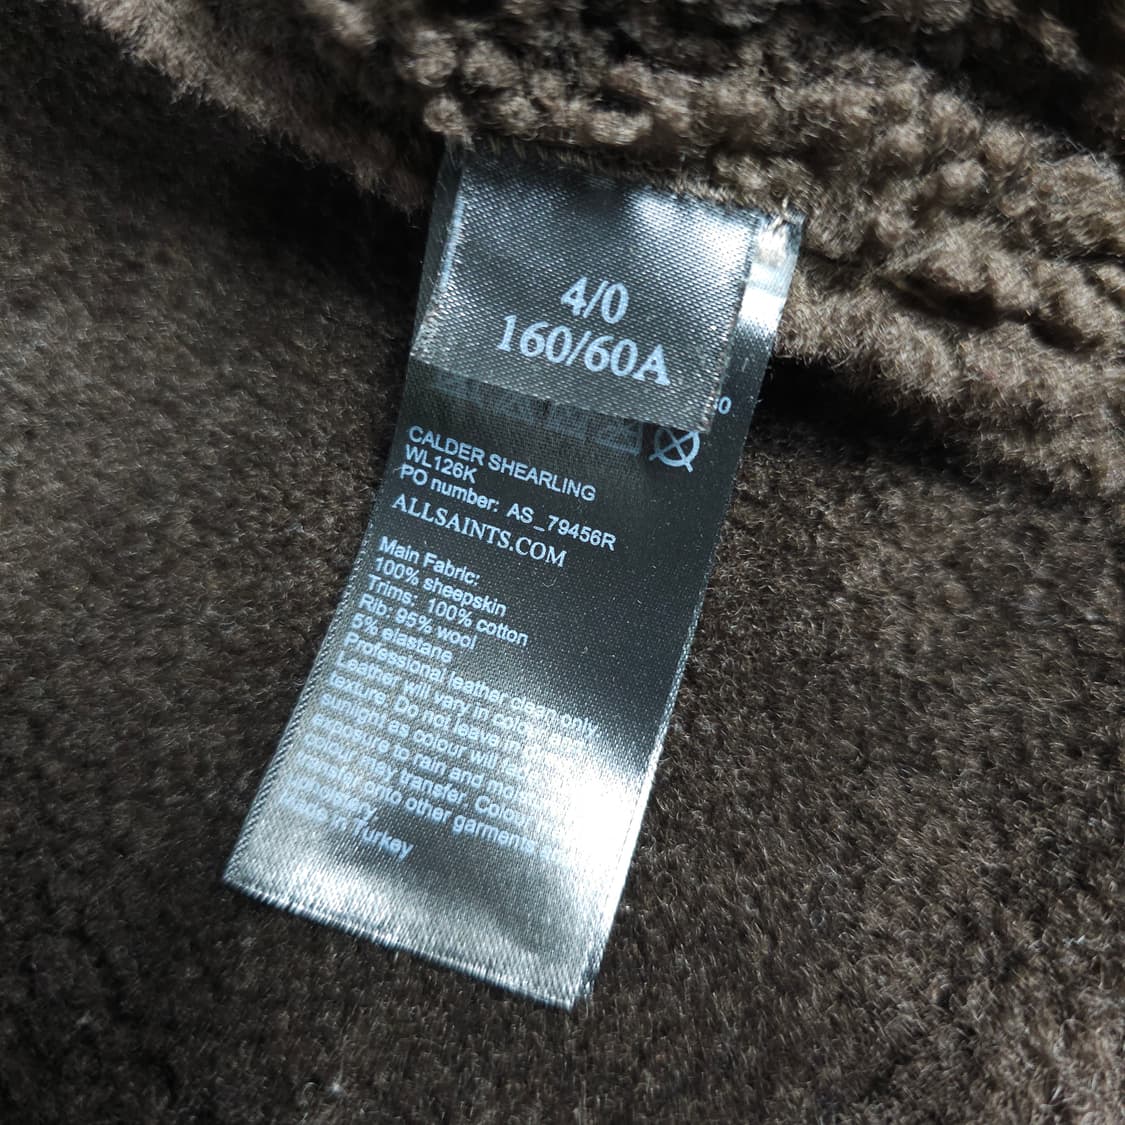 4/0
160/60A
CALDER SHEARLING
WL126K
PO number: AS_79456R
ALLSAINTS.COM
Main Fabric:
100% sheepskin
Trims: 100% cotton
Rib: 95% wool
5% elastane
Professional leather clean only
Leather will vary in colour and
texture. Do not leave in
sunlight as colour will
exposure to rain and
colour may transfer. Colour
transfer onto other garments
upholstery
Made in Turkey